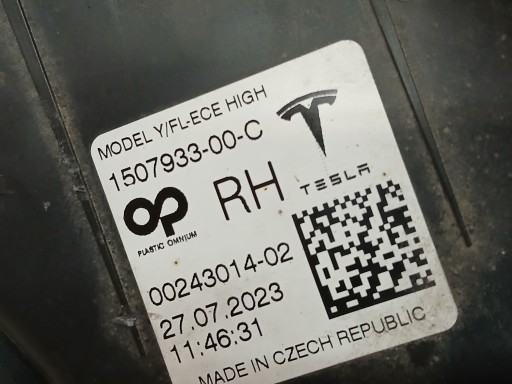 MODEL Y/FL-ECE HIGH
1507933-00-C
TESLA
RH
PLASTIC OMNIUM
00243014-02
27.07.2023
11:46:31
MADE IN CZECH REPUBLIC